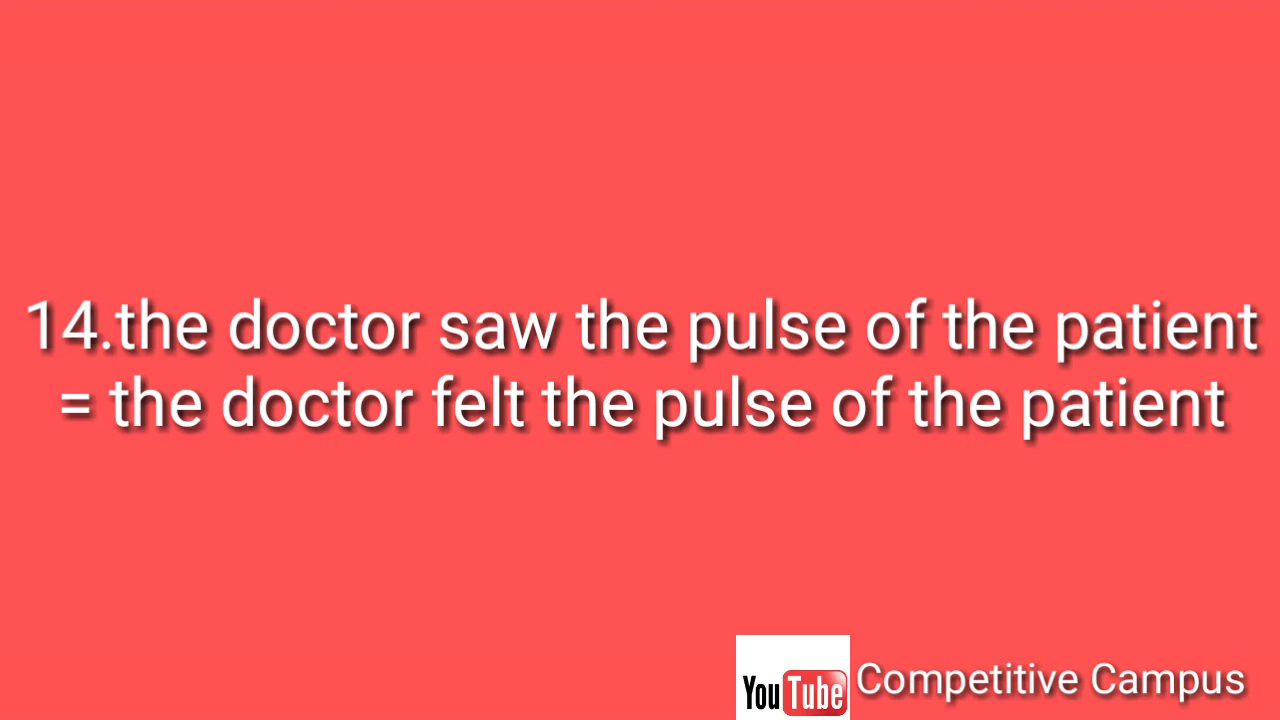 14.the doctor saw the pulse of the patient
= the doctor felt the pulse of the patient
YouTube Competitive Campus